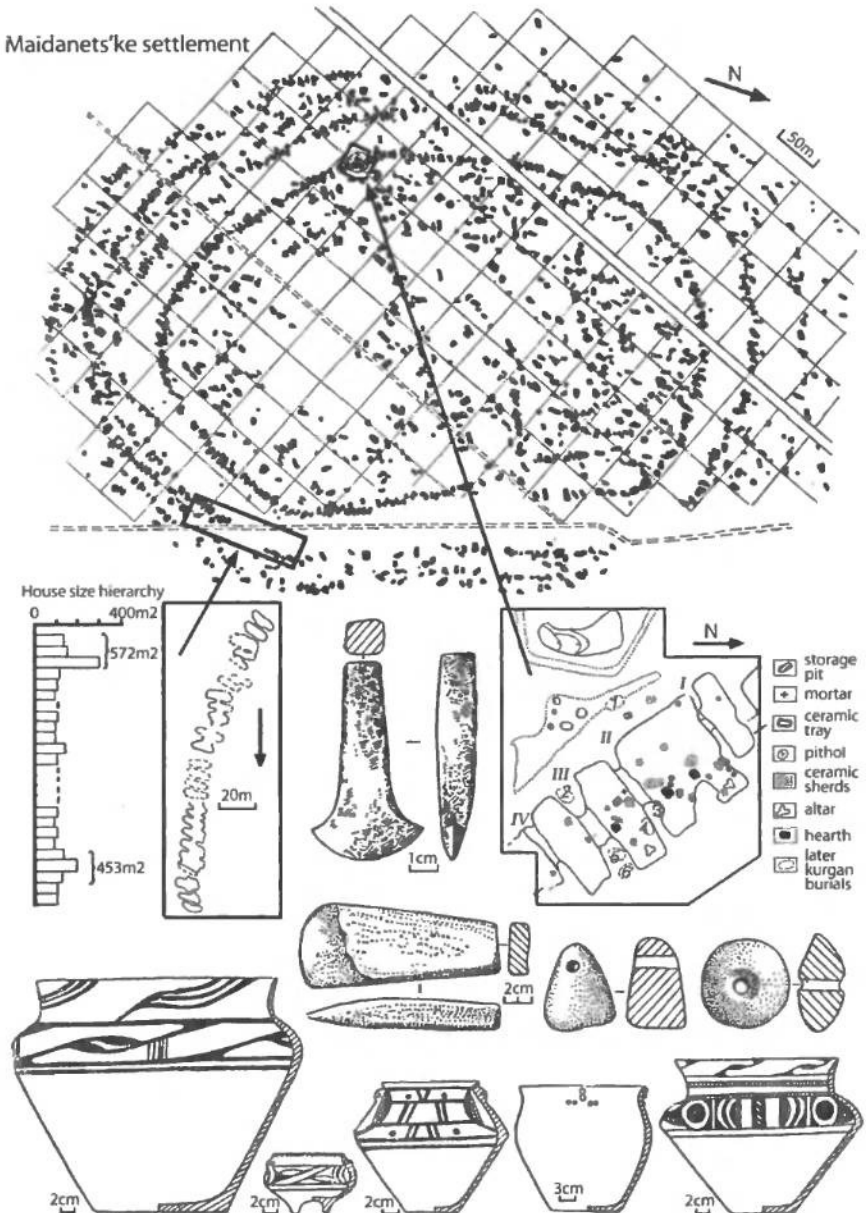 Maidanets'ke settlement
N
50m
House size hierarchy
0 400m2
572m2
453m2
20m
1cm
N
I
II
III
IV
storage
pit
mortar
ceramic
tray
pithol
ceramic
sherds
altar
hearth
later
kurgan
burials
2cm
2cm
2cm
2cm
3cm
2cm